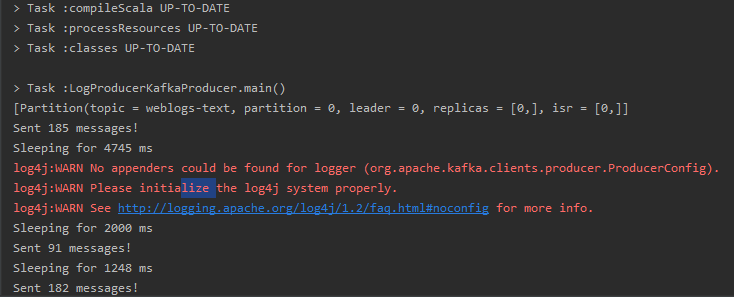 > Task :compileScala UP-TO-DATE
> Task :processResources UP-TO-DATE
> Task :classes UP-TO-DATE
> Task :LogProducerKafkaProducer.main()
[Partition(topic = weblogs-text, partition = 0, leader = 0, replicas = [0,], isr = [0,]]
Sent 185 messages!
Sleeping for 4745 ms
log4j:WARN No appenders could be found for logger (org.apache.kafka.clients.producer.ProducerConfig).
log4j:WARN Please initialize the log4j system properly.
log4j:WARN See http://logging.apache.org/log4j/1.2/faq.html#noconfig for more info.
Sleeping for 2000 ms
Sent 91 messages!
Sleeping for 1248 ms
Sent 182 messages!